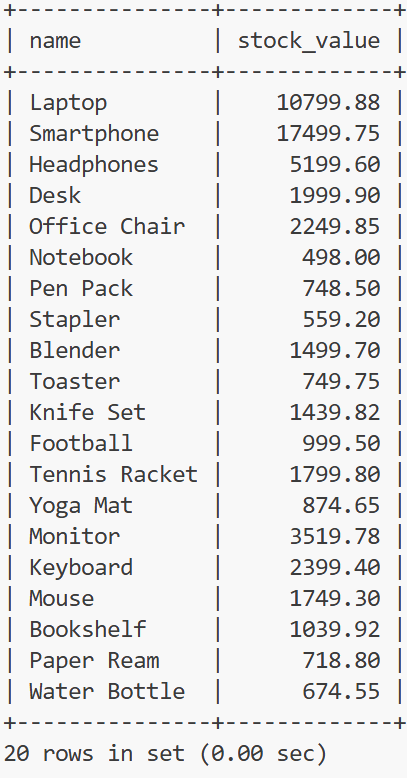 +---------------+-------------+
| name          | stock_value |
+---------------+-------------+
| Laptop        |    10799.88 |
| Smartphone    |    17499.75 |
| Headphones    |     5199.60 |
| Desk          |     1999.90 |
| Office Chair  |     2249.85 |
| Notebook      |      498.00 |
| Pen Pack      |      748.50 |
| Stapler       |      559.20 |
| Blender       |     1499.70 |
| Toaster       |      749.75 |
| Knife Set     |     1439.82 |
| Football      |      999.50 |
| Tennis Racket |     1799.80 |
| Yoga Mat      |      874.65 |
| Monitor       |     3519.78 |
| Keyboard      |     2399.40 |
| Mouse         |     1749.30 |
| Bookshelf     |     1039.92 |
| Paper Ream    |      718.80 |
| Water Bottle  |      674.55 |
+---------------+-------------+
20 rows in set (0.00 sec)